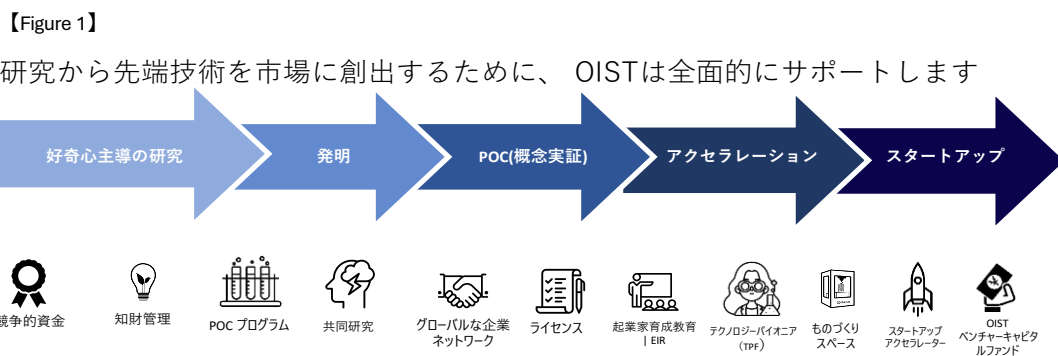 【Figure 1】
研究から先端技術を市場に創出するために、 OISTは全面的にサポートします
好奇心主導の研究
発明
POC(概念実証)
アクセラレーション
スタートアップ
競争的資金
知財管理
POC プログラム
共同研究
グローバルな企業
ネットワーク
ライセンス
起業家育成教育
| EIR
テクノロジーパイオニア
（TPF）
ものづくり
スペース
スタートアップ
アクセラレーター
OIST
ベンチャーキャピタ
ルファンド